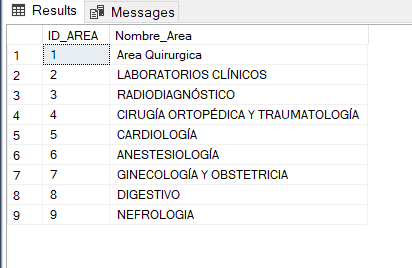 Results Messages
ID_AREA Nombre_Area
1 1 Area Quirurgica
2 2 LABORATORIOS CLÍNICOS
3 3 RADIODIAGNÓSTICO
4 4 CIRUGÍA ORTOPÉDICA Y TRAUMATOLOGÍA
5 5 CARDIOLOGÍA
6 6 ANESTESIOLOGÍA
7 7 GINECOLOGÍA Y OBSTETRICIA
8 8 DIGESTIVO
9 9 NEFROLOGIA